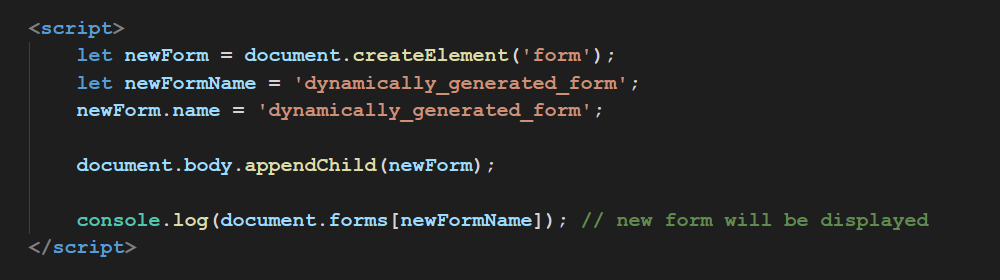 <script>
let newForm = document.createElement('form');
let newFormName = 'dynamically_generated_form';
newForm.name = 'dynamically_generated_form';
document.body.appendChild(newForm);
console.log(document.forms[newFormName]); // new form will be displayed
</script>